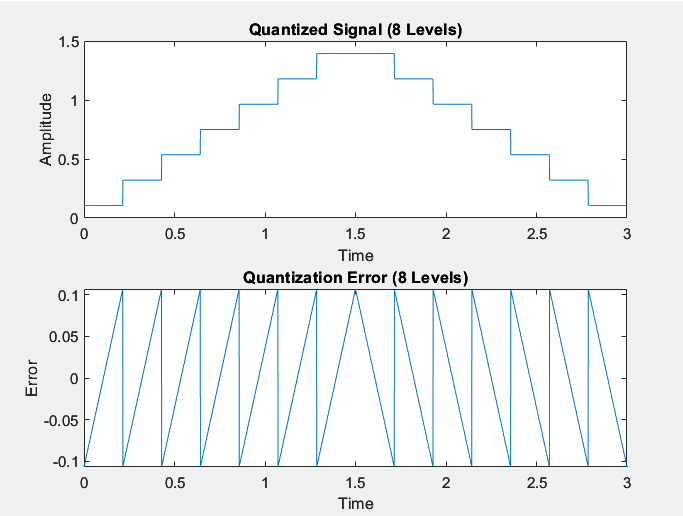 Quantized Signal (8 Levels)
1.5
1
0.5
0
Amplitude
0 0.5 1 1.5 2 2.5 3
Time
Quantization Error (8 Levels)
0.1
0.05
0
-0.05
-0.1
Error
0 0.5 1 1.5 2 2.5 3
Time